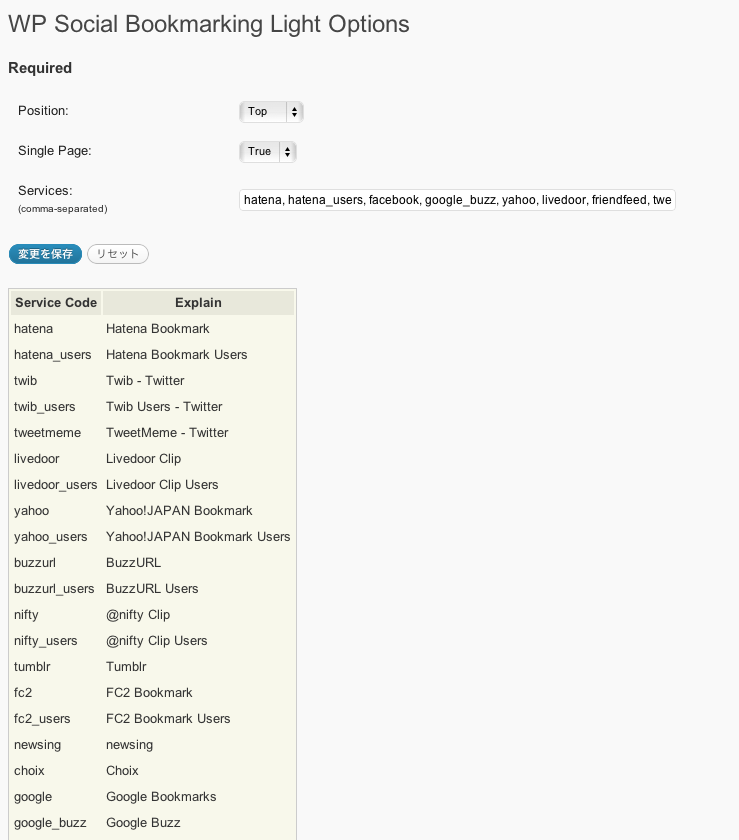 WP Social Bookmarking Light Options
Required
Position: Top
Single Page: True
Services:
(comma-separated)
hatena, hatena_users, facebook, google_buzz, yahoo, livedoor, friendfeed, twe
変更を保存 リセット
Service Code Explain
hatena Hatena Bookmark
hatena_users Hatena Bookmark Users
twib Twib - Twitter
twib_users Twib Users - Twitter
tweetmeme TweetMeme - Twitter
livedoor Livedoor Clip
livedoor_users Livedoor Clip Users
yahoo Yahoo!JAPAN Bookmark
yahoo_users Yahoo!JAPAN Bookmark Users
buzzurl BuzzURL
buzzurl_users BuzzURL Users
nifty @nifty Clip
nifty_users @nifty Clip Users
tumblr Tumblr
fc2 FC2 Bookmark
fc2_users FC2 Bookmark Users
newsing newsing
choix Choix
google Google Bookmarks
google_buzz Google Buzz